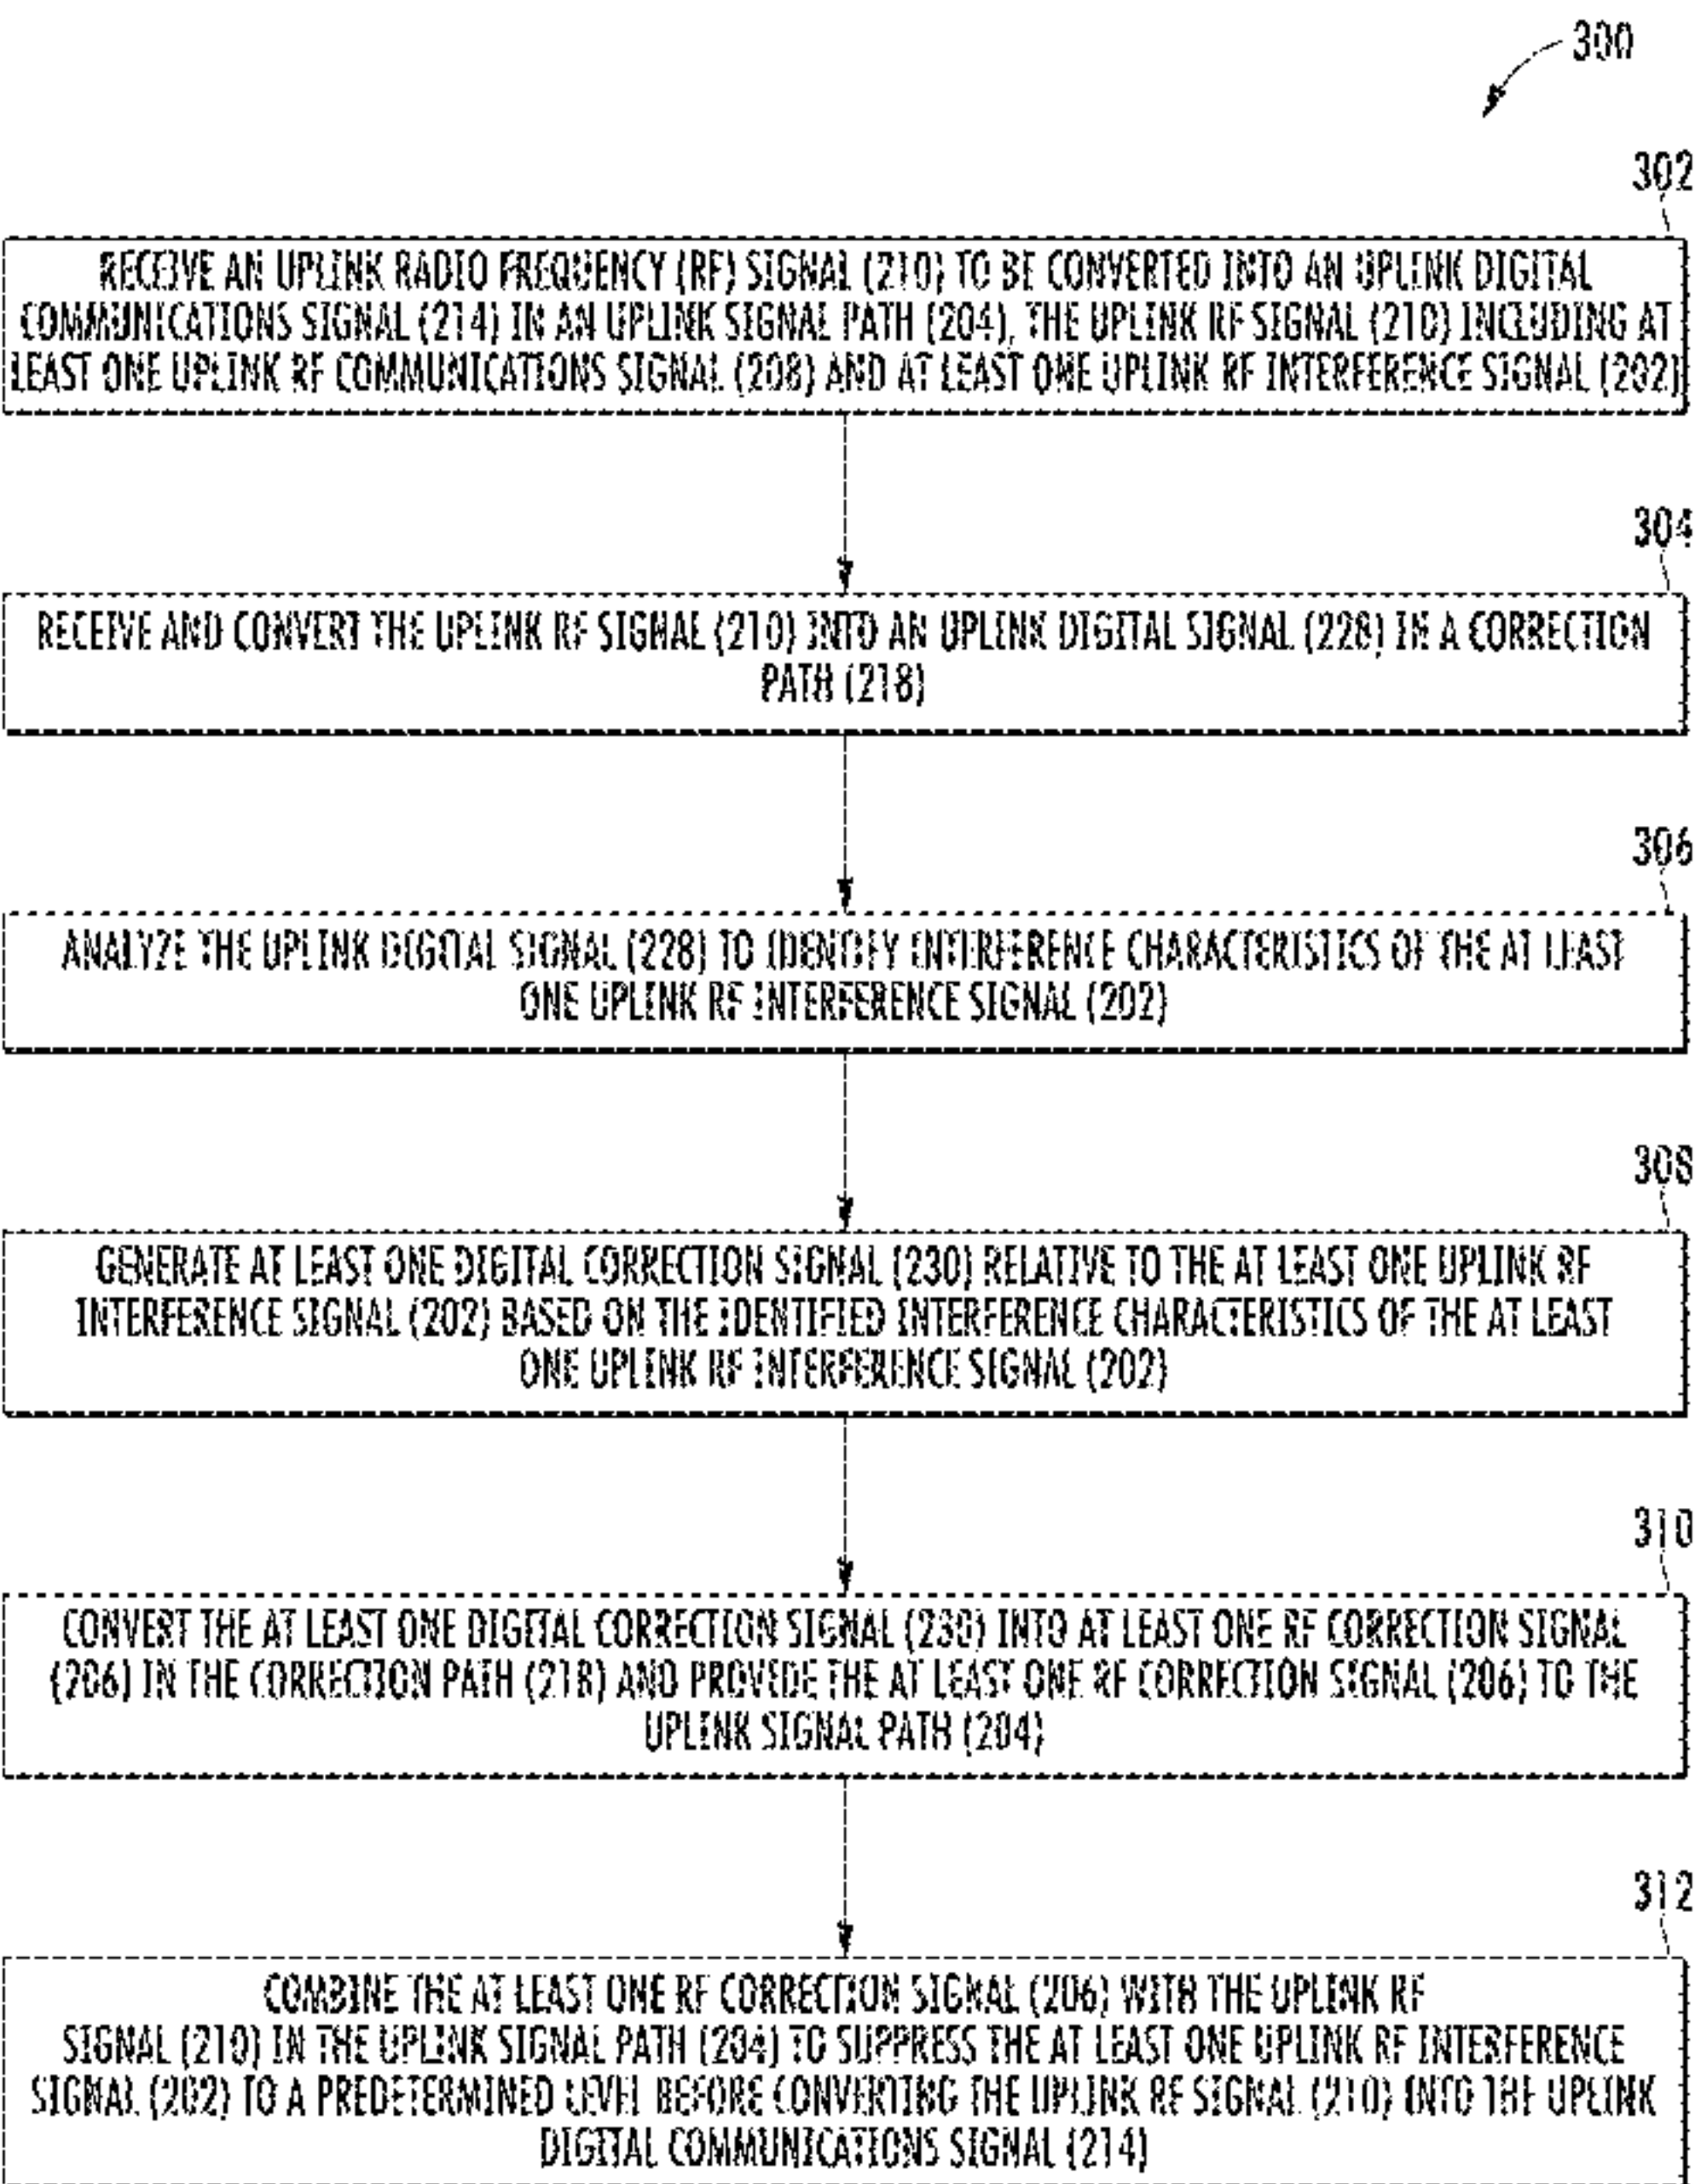 300
302
RECEIVE AN UPLINK RADIO FREQUENCY (RF) SIGNAL (210) TO BE CONVERTED INTO AN UPLINK DIGITAL
COMMUNICATIONS SIGNAL (214) IN AN UPLINK SIGNAL PATH (204), THE UPLINK RF SIGNAL (210) INCLUDING AT
LEAST ONE UPLINK RF COMMUNICATIONS SIGNAL (208) AND AT LEAST ONE UPLINK RF INTERFERENCE SIGNAL (202)
304
RECEIVE AND CONVERT THE UPLINK RF SIGNAL (210) INTO AN UPLINK DIGITAL SIGNAL (228) IN A CORRECTION
PATH (218)
306
ANALYZE THE UPLINK DIGITAL SIGNAL (228) TO IDENTIFY INTERFERENCE CHARACTERISTICS OF THE AT LEAST
ONE UPLINK RF INTERFERENCE SIGNAL (202)
308
GENERATE AT LEAST ONE DIGITAL CORRECTION SIGNAL (230) RELATIVE TO THE AT LEAST ONE UPLINK RF
INTERFERENCE SIGNAL (202) BASED ON THE IDENTIFIED INTERFERENCE CHARACTERISTICS OF THE AT LEAST
ONE UPLINK RF INTERFERENCE SIGNAL (202)
310
CONVERT THE AT LEAST ONE DIGITAL CORRECTION SIGNAL (230) INTO AT LEAST ONE RF CORRECTION SIGNAL
(206) IN THE CORRECTION PATH (218) AND PROVIDE THE AT LEAST ONE RF CORRECTION SIGNAL (206) TO THE
UPLINK SIGNAL PATH (204)
312
COMBINE THE AT LEAST ONE RF CORRECTION SIGNAL (206) WITH THE UPLINK RF
SIGNAL (210) IN THE UPLINK SIGNAL PATH (204) TO SUPPRESS THE AT LEAST ONE UPLINK RF INTERFERENCE
SIGNAL (202) TO A PREDETERMINED LEVEL BEFORE CONVERTING THE UPLINK RF SIGNAL (210) INTO THE UPLINK
DIGITAL COMMUNICATIONS SIGNAL (214)